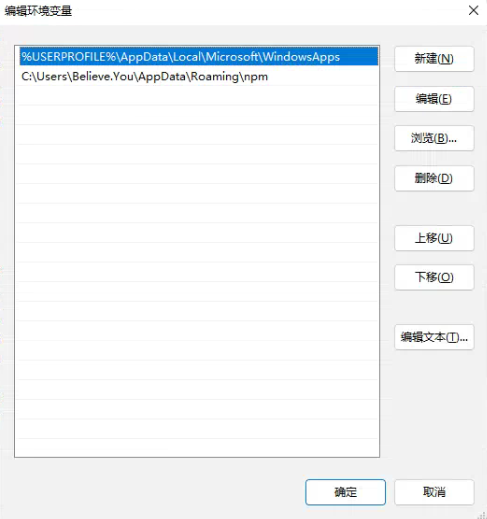 编辑环境变量
%USERPROFILE%\AppData\Local\Microsoft\WindowsApps
C:\Users\Believe.You\AppData\Roaming\npm
新建(N)
编辑(E)
浏览(B)...
删除(D)
上移(U)
下移(O)
编辑文本(T)...
确定
取消